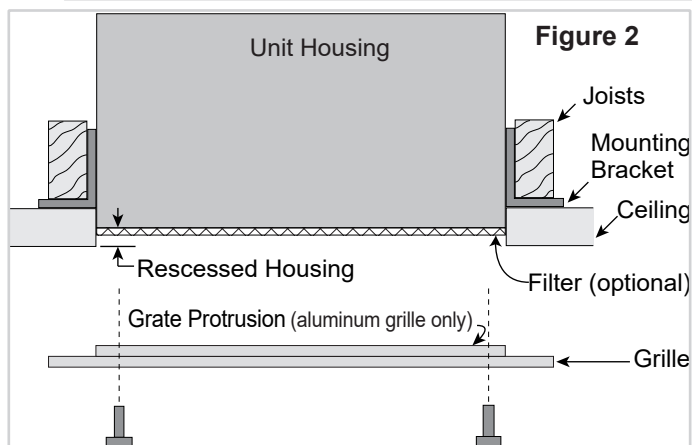 Unit Housing
Figure 2
Joists
Mounting
Bracket
Ceiling
Rescessed Housing
Filter (optional)
Grate Protrusion (aluminum grille only)
Grille